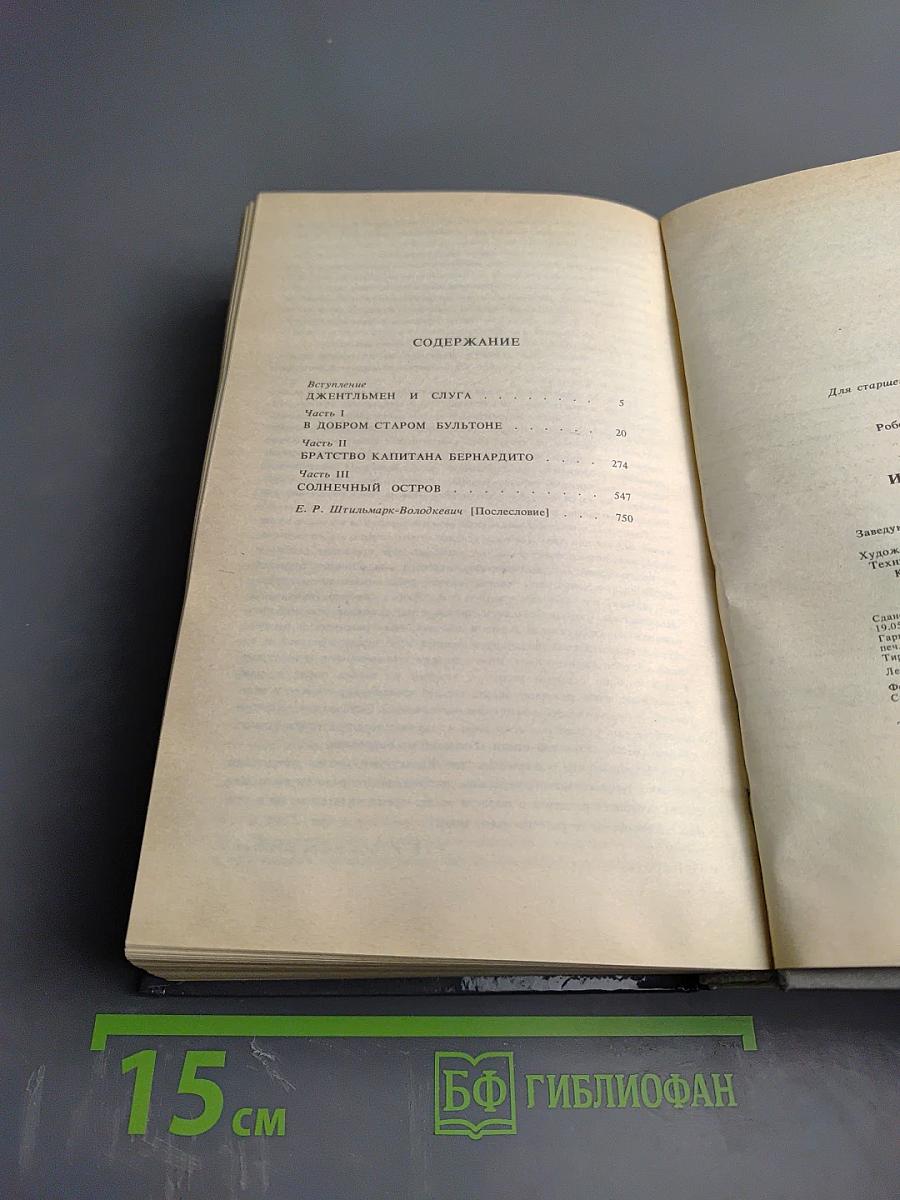 СОДЕРЖАНИЕ
Вступление
ДЖЕНТЛЬМЕН И СЛУГА . . . . . . . . 5
Часть I
В ДОБРОМ СТАРОМ БУЛЬТОНЕ . . . . . 20
Часть II
БРАТСТВО КАПИТАНА БЕРНАРДИТО . . . . 274
Часть III
СОЛНЕЧНЫЙ ОСТРОВ . . . . . . . . . . 547
Е. Р. Штильмарк-Володкевич [Послесловие] . . . 750
Для
15 см
БФ ГИБЛИОФАН